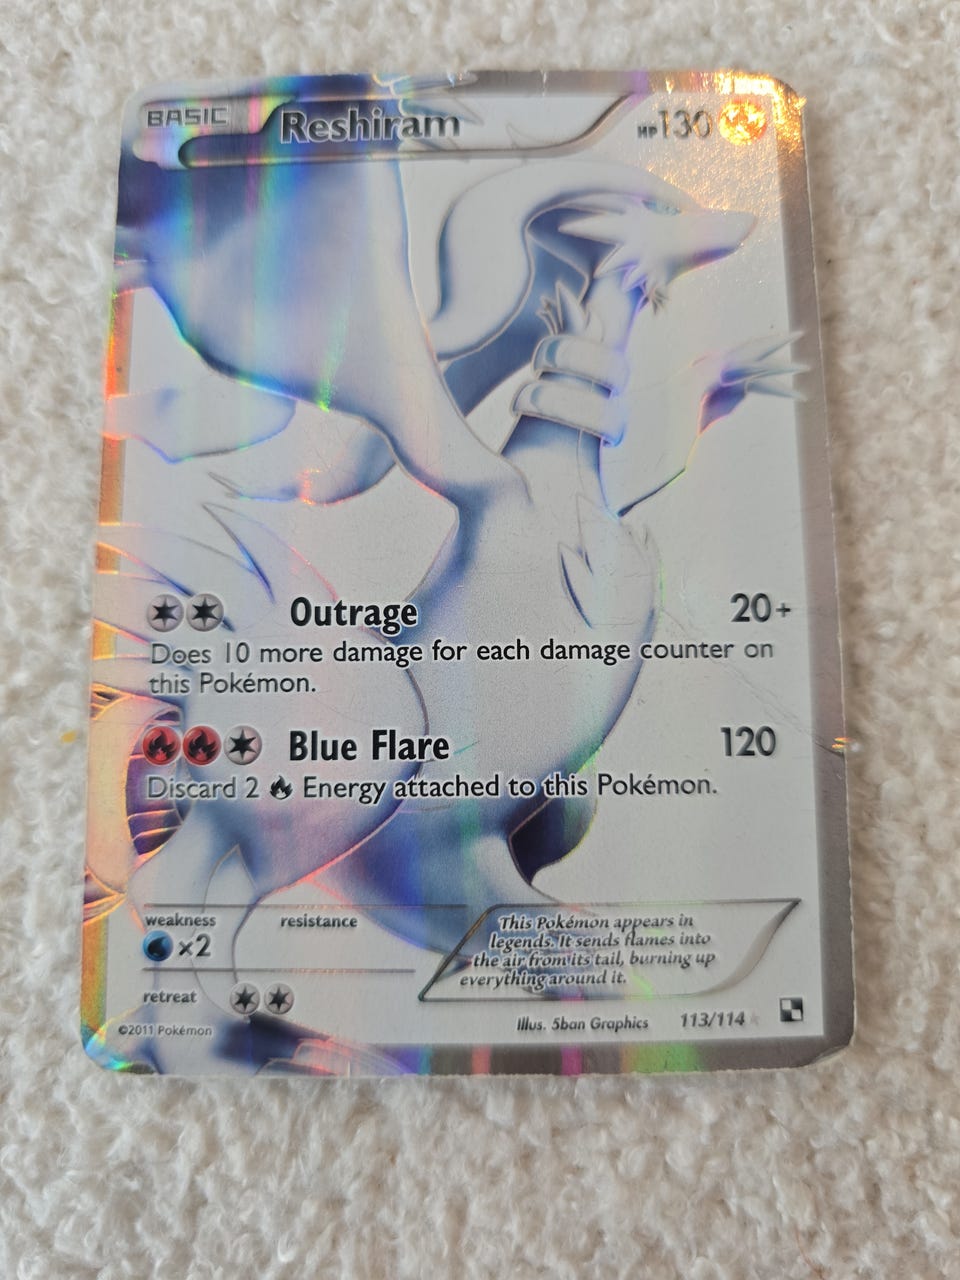 BASIC Reshiram HP130
Outrage 20+
Does 10 more damage for each damage counter on
this Pokémon.
Blue Flare 120
Discard 2 Energy attached to this Pokémon.
weakness resistance
×2
retreat
This Pokémon appears in
legends. It sends flames into
the air from its tail, burning up
everything around it.
©2011 Pokémon
Illus. 5ban Graphics 113/114